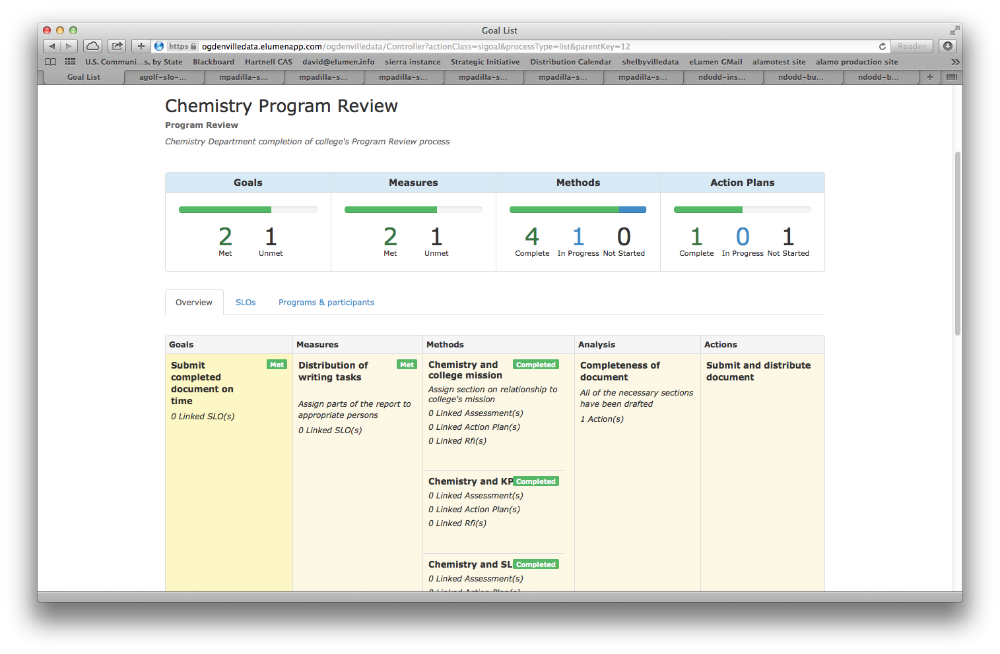 Goal List
https ogdenvilledata.elumenapp.com/ogdenvilledata/Controller?actionClass=sigoal&processType=list&parentKey=12
Reader
U.S. Communi...s, by State Blackboard Hartnell CAS david@elumen.info sierra instance Strategic Initiative Distribution Calendar shelbyvilledata eLumen GMail alamotest site alamo production site
Goal List agolf-slo-... mpadilla-s... mpadilla-s... mpadilla-s... mpadilla-s... mpadilla-s... mpadilla-s... ndodd-ins... ndodd-bu... ndodd-b...
Chemistry Program Review
Program Review
Chemistry Department completion of college's Program Review process
Goals Measures Methods Action Plans
2 1 2 1 4 1 0 1 0 1
Met Unmet Met Unmet Complete In Progress Not Started Complete In Progress Not Started
Overview SLOs Programs & participants
Goals Measures Methods Analysis Actions
Submit completed document on time
Met
0 Linked SLO(s)
Distribution of writing tasks
Met
Assign parts of the report to
appropriate persons
0 Linked SLO(s)
Chemistry and
college mission
Completed
Assign section on relationship to
college's mission
0 Linked Assessment(s)
0 Linked Action Plan(s)
0 Linked Rfi(s)
Chemistry and KP
Completed
0 Linked Assessment(s)
0 Linked Action Plan(s)
0 Linked Rfi(s)
Chemistry and SL
Completed
0 Linked Assessment(s)
0 Linked Action Plan(s)
Completeness of
document
All of the necessary sections
have been drafted
1 Action(s)
Submit and distribute
document